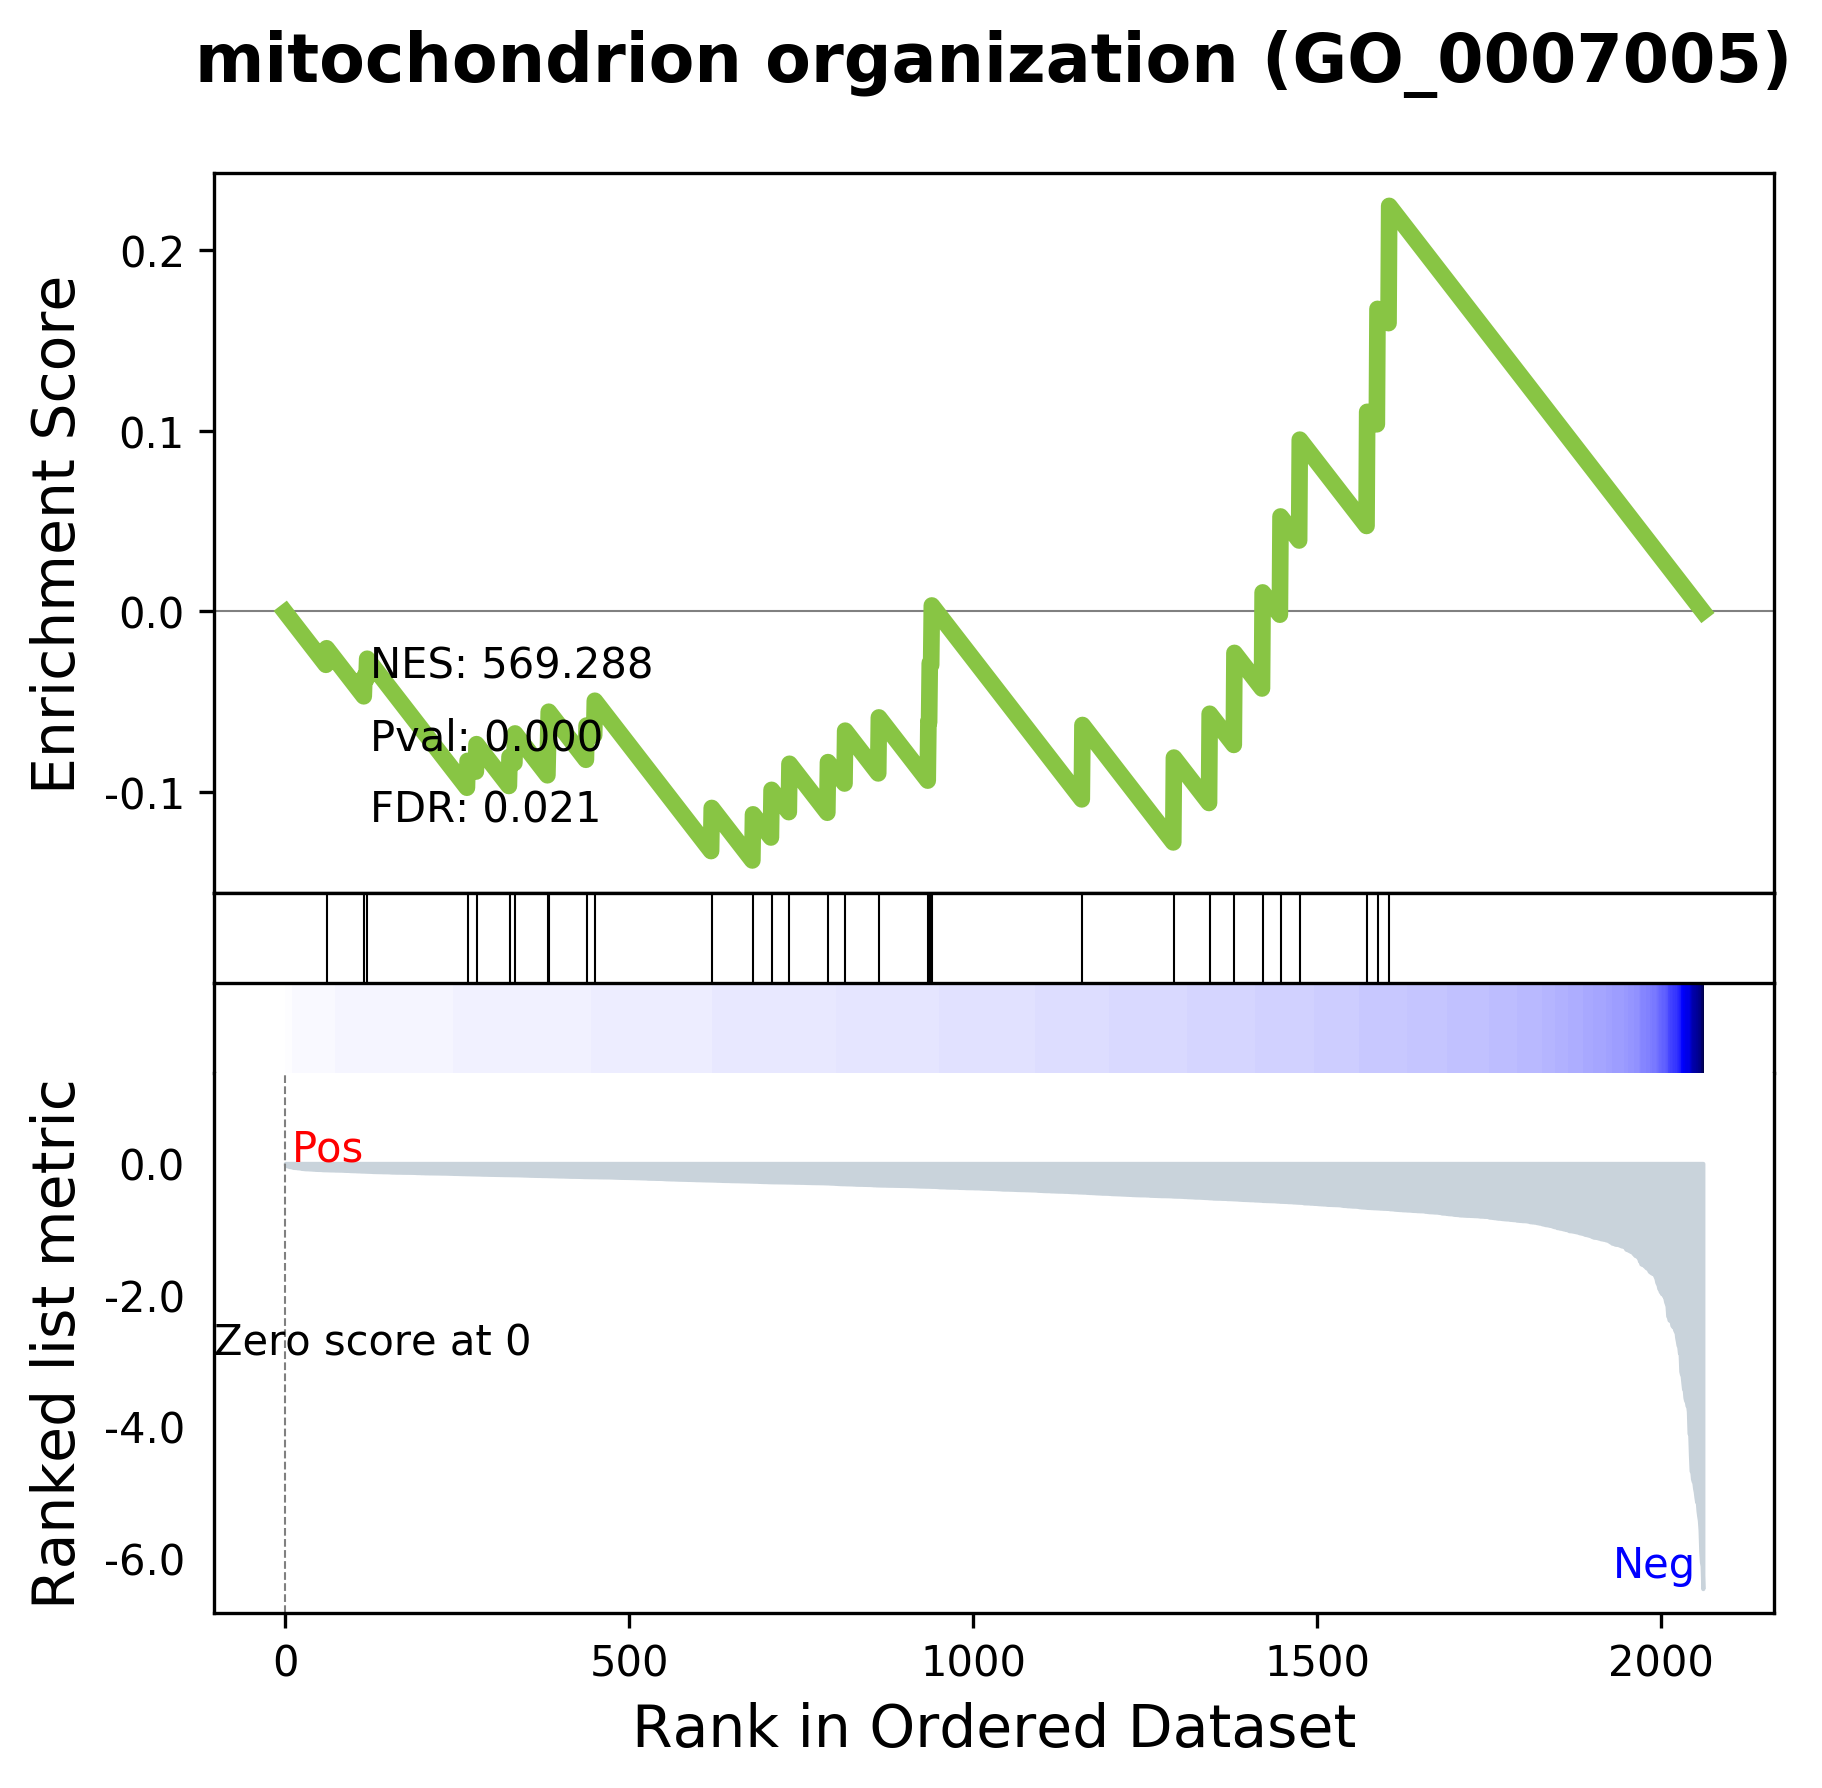 mitochondrion organization (GO_0007005)
Enrichment Score
0.2
0.1
0.0
-0.1
NES: 569.288
Pval: 0.000
FDR: 0.021
Ranked list metric
0.0
-2.0
-4.0
-6.0
Pos
Zero score at 0
Neg
0 500 1000 1500 2000
Rank in Ordered Dataset